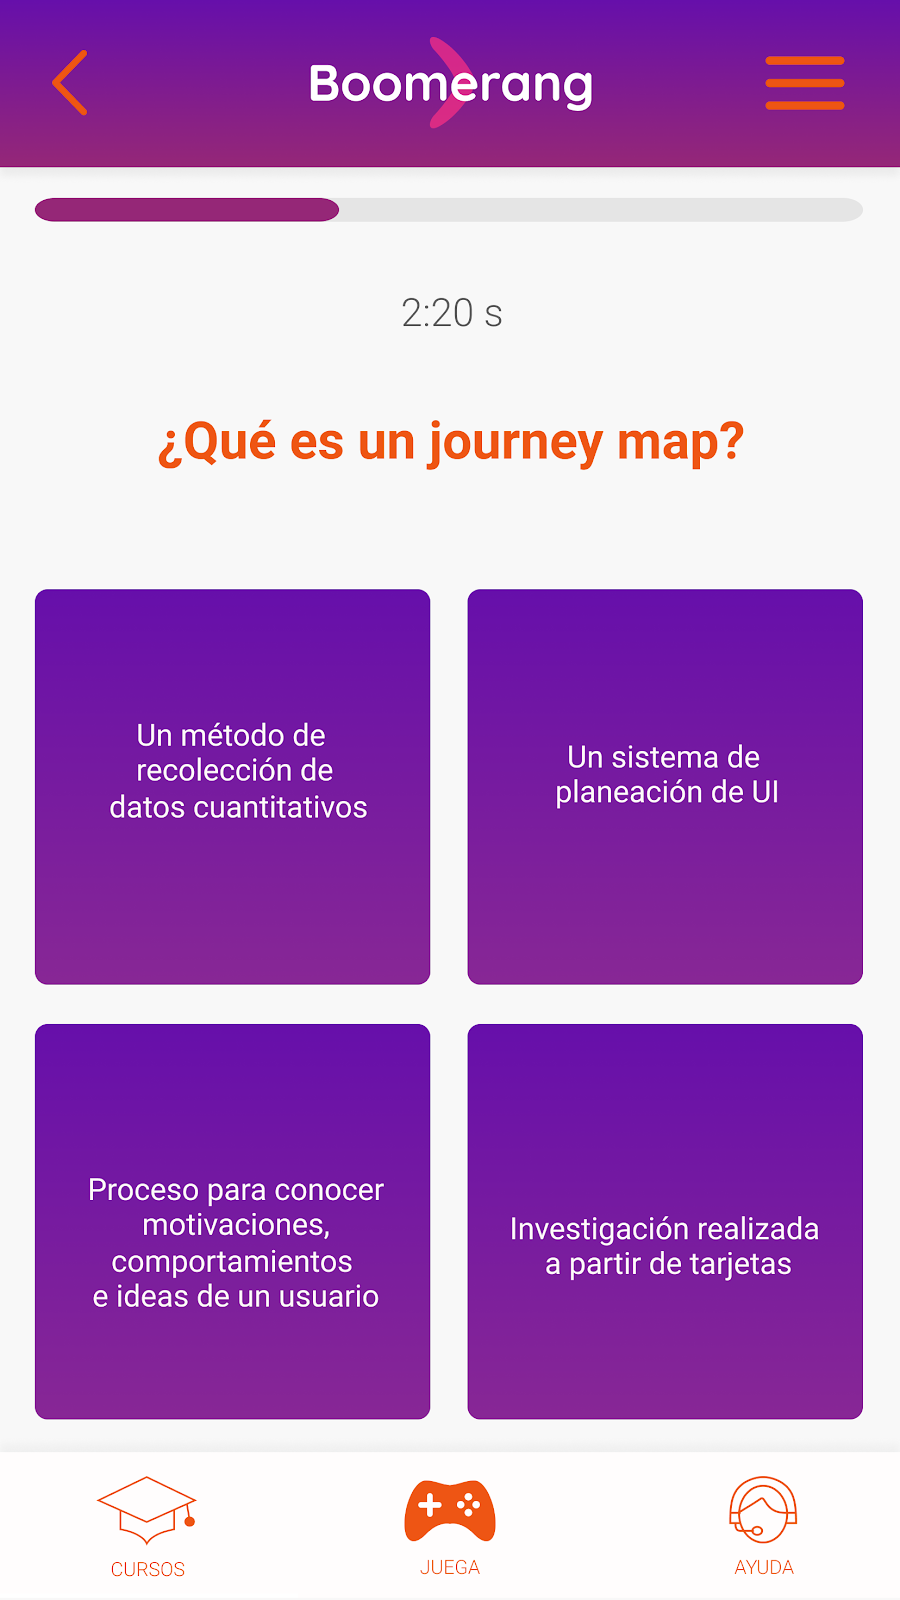 Boomerang
2:20 s
¿Qué es un journey map?
Un método de
recolección de
datos cuantitativos
Un sistema de
planeación de UI
Proceso para conocer
motivaciones,
comportamientos
e ideas de un usuario
Investigación realizada
a partir de tarjetas
CURSOS
JUEGA
AYUDA